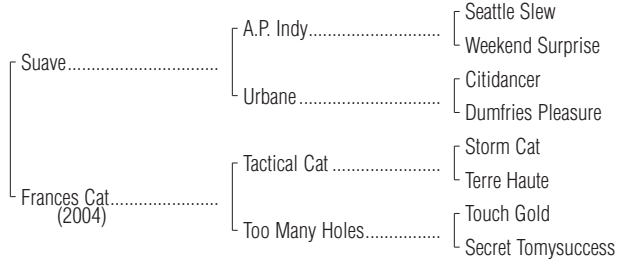 Seattle Slew
A.P. Indy
Weekend Surprise
Suave
Citidancer
Urbane
Dumfries Pleasure
Storm Cat
Tactical Cat
Terre Haute
Frances Cat
(2004)
Touch Gold
Too Many Holes
Secret Tomysuccess